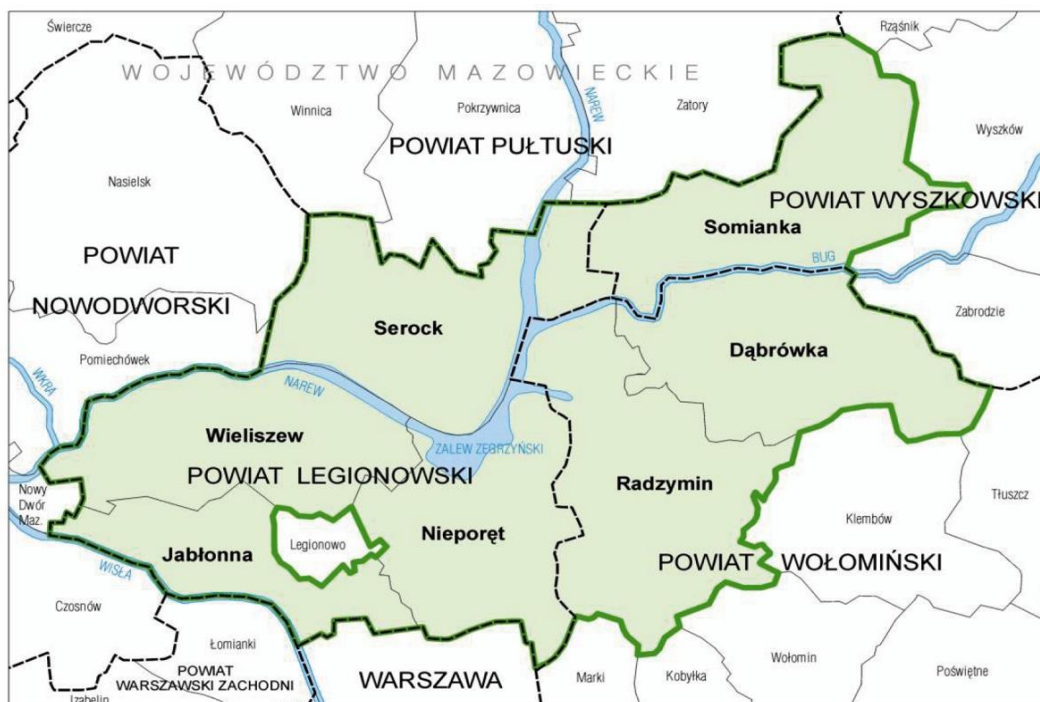 Świercze
Rząśnik
WOJEWÓDZTWO MAZOWIECKIE
Winnica
Pokrzywnica
NAREW
Zatory
Wyszków
POWIAT PUŁTUSKI
Nasielsk
POWIAT WYSZKOWSKI
Somianka
POWIAT
NOWODWORSKI
BUG
Zabrodzie
Serock
Dąbrówka
Pomiechówek
WKRA
NAREW
Wieliszew
ZALEW ZEGRZYŃSKI
POWIAT LEGIONOWSKI
Radzymin
Tłuszcz
Nowy
Dwór
Maz.
Klembów
Nieporęt
Legionowo
Jabłonna
POWIAT WOŁOMIŃSKI
WISŁA
Czosnów
Łomianki
Wołomin
POWIAT
WARSZAWSKI ZACHODNI
WARSZAWA
Marki
Kobyłka
Poświętne
Izabelin